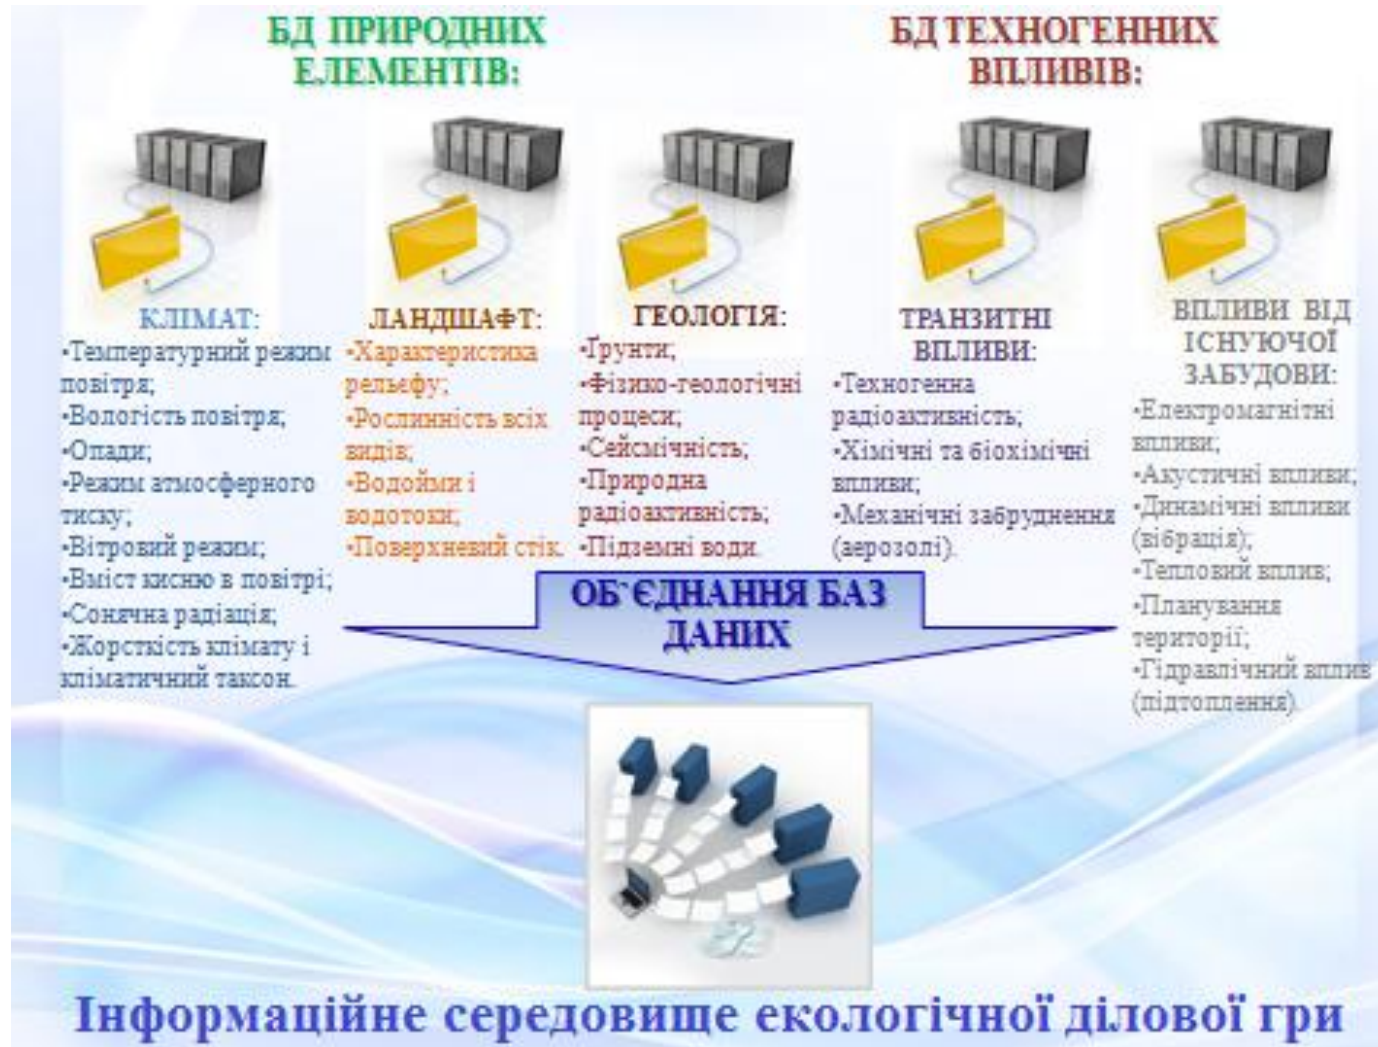 БД ПРИРОДНИХ
ЕЛЕМЕНТІВ:
БД ТЕХНОГЕННИХ
ВПЛИВІВ:
КЛІМАТ:
•Температурний режим
повітря;
•Вологість повітря;
•Опади;
•Режим атмосферного
тиску;
•Вітровий режим;
•Вміст кисню в повітрі;
•Сонячна радіація;
•Жорсткість клімату і
кліматичний таксон.
ЛАНДШАФТ:
•Характеристика
рельєфу;
•Рослинність всіх
видів;
•Водойми і
водотоки;
•Поверхневий стік.
ГЕОЛОГІЯ:
•Ґрунти;
•Фізико-геологічні
процеси;
•Сейсмічність;
•Природна
радіоактивність;
•Підземні води.
ТРАНЗИТНІ
ВПЛИВИ:
•Техногенна
радіоактивність;
•Хімічні та біохімічні
впливи;
•Механічні забруднення
(аерозолі).
ВПЛИВИ ВІД
ІСНУЮЧОЇ
ЗАБУДОВИ:
•Електромагнітні
впливи;
•Акустичні впливи;
•Динамічні впливи
(вібрація);
•Тепловий вплив;
•Планування
території;
•Гідравлічний вплив
(підтоплення).
ОБ`ЄДНАННЯ БАЗ
ДАНИХ
Інформаційне середовище екологічної ділової гри